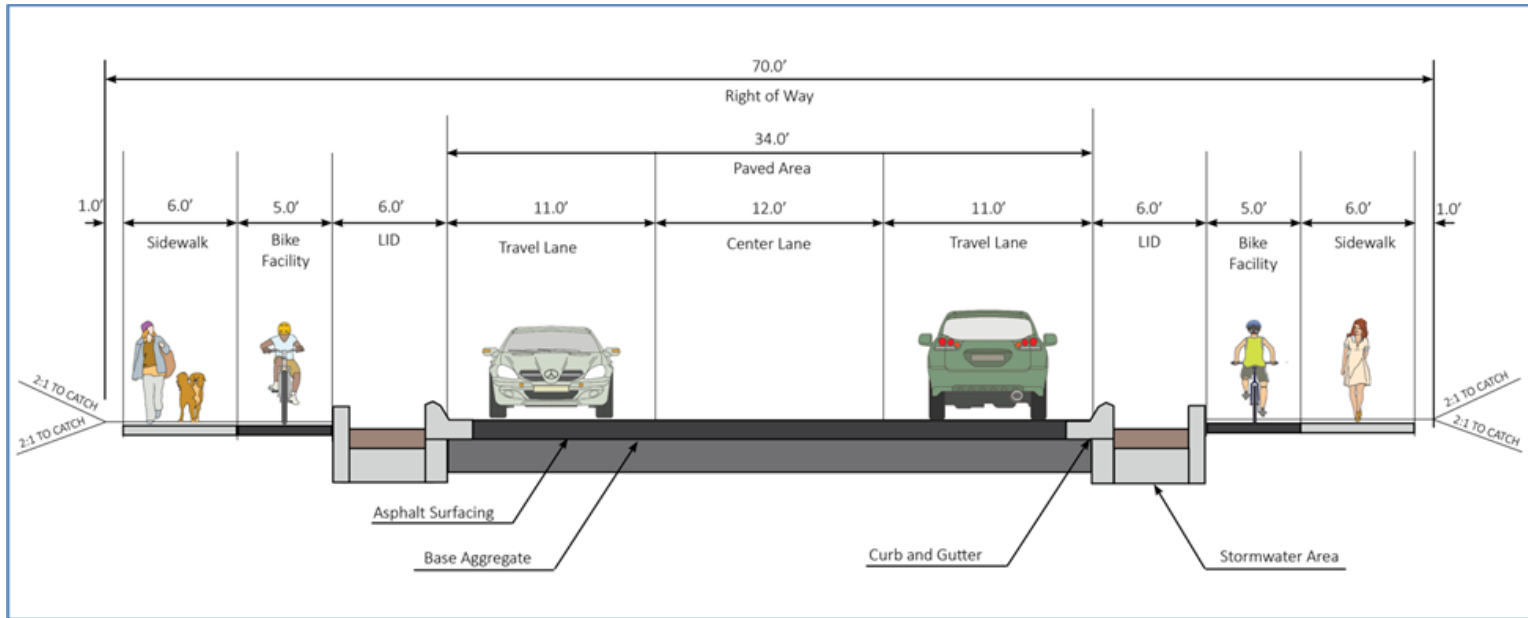 70.0’
Right of Way
34.0’
Paved Area
1.0’ 6.0’ 5.0’ 6.0’ 11.0’ 12.0’ 11.0’ 6.0’ 5.0’ 6.0’ 1.0’
Sidewalk Bike Facility LID Travel Lane Center Lane Travel Lane LID Bike Facility Sidewalk
2:1 TO CATCH
2:1 TO CATCH
2:1 TO CATCH
2:1 TO CATCH
Asphalt Surfacing
Base Aggregate
Curb and Gutter
Stormwater Area